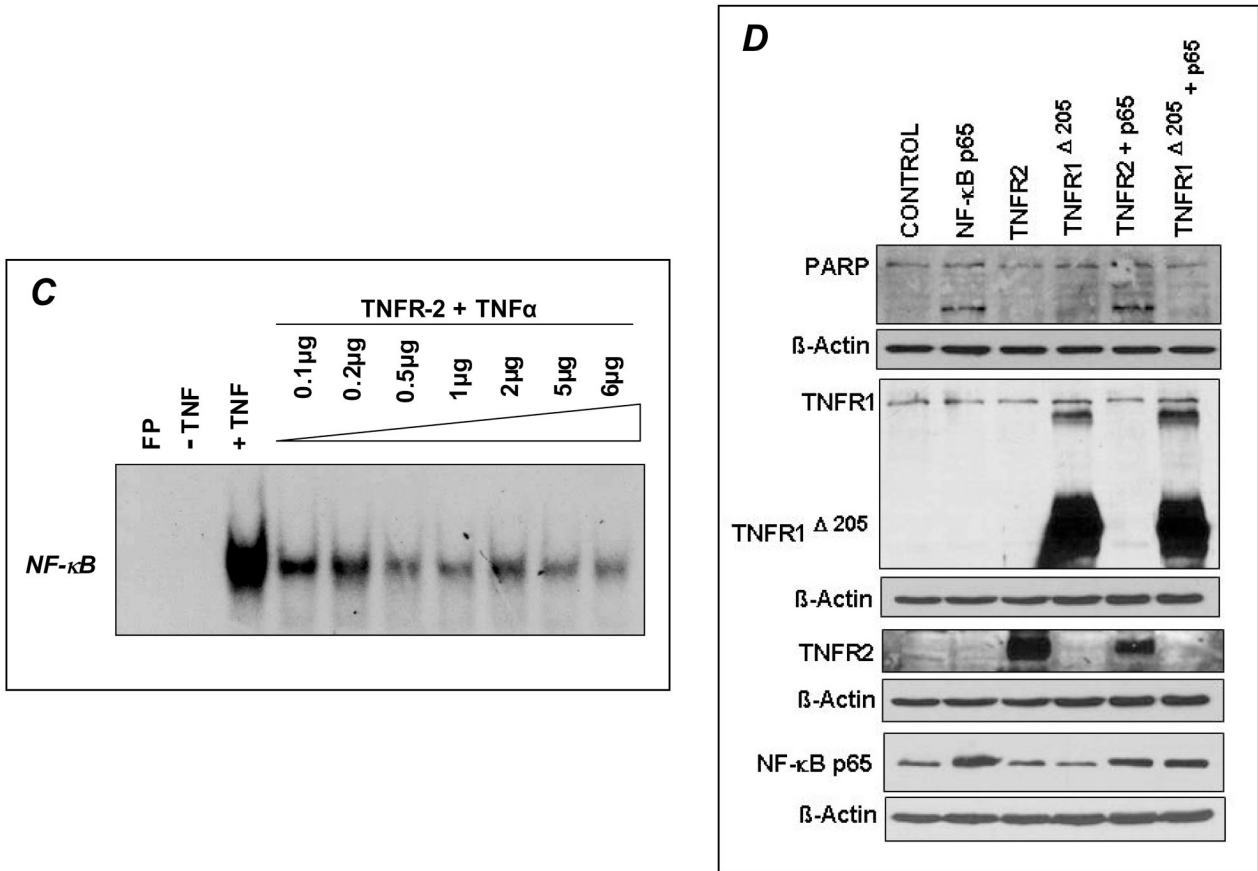 C
TNFR-2 + TNFα
FP
- TNF
+ TNF
0.1µg
0.2µg
0.5µg
1µg
2µg
5µg
6µg
NF-κB
D
CONTROL
NF-κB p65
TNFR2
TNFR1 Δ 205
TNFR2 + p65
TNFR1 Δ 205 + p65
PARP
ß-Actin
TNFR1
TNFR1 Δ 205
ß-Actin
TNFR2
ß-Actin
NF-κB p65
ß-Actin